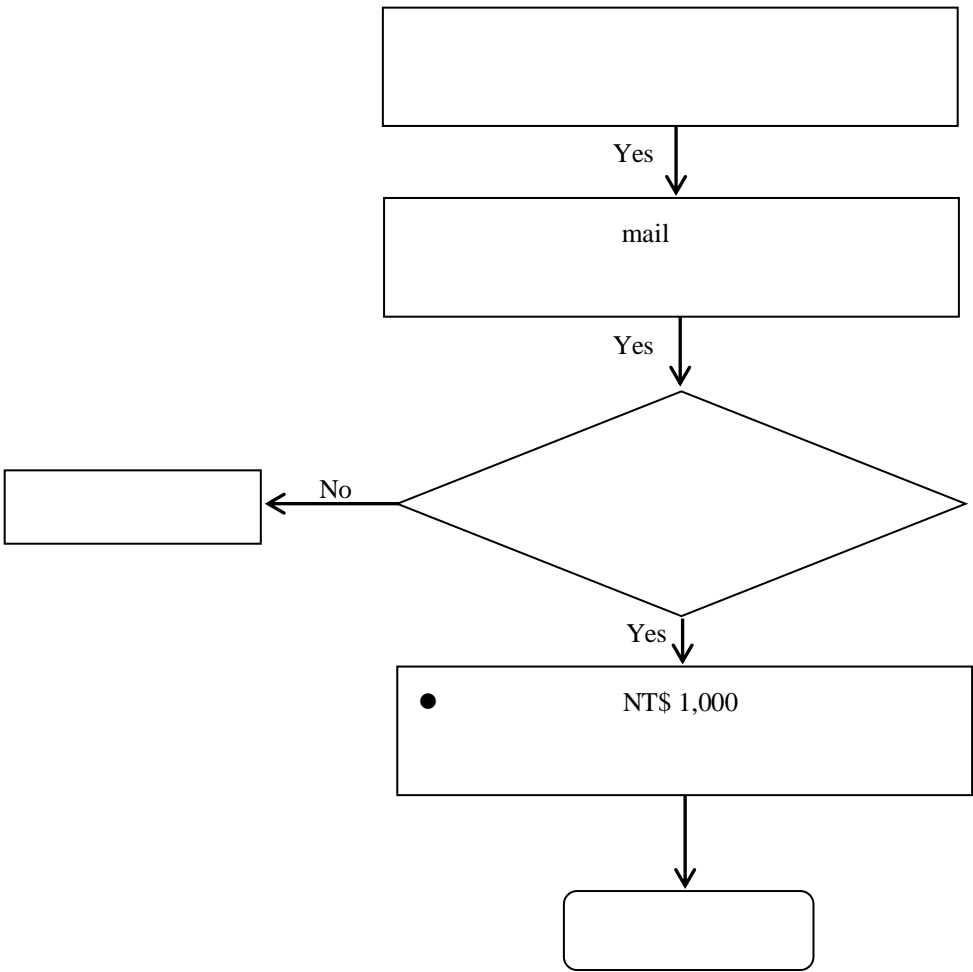 Yes
mail
Yes
No
Yes
● NT$ 1,000